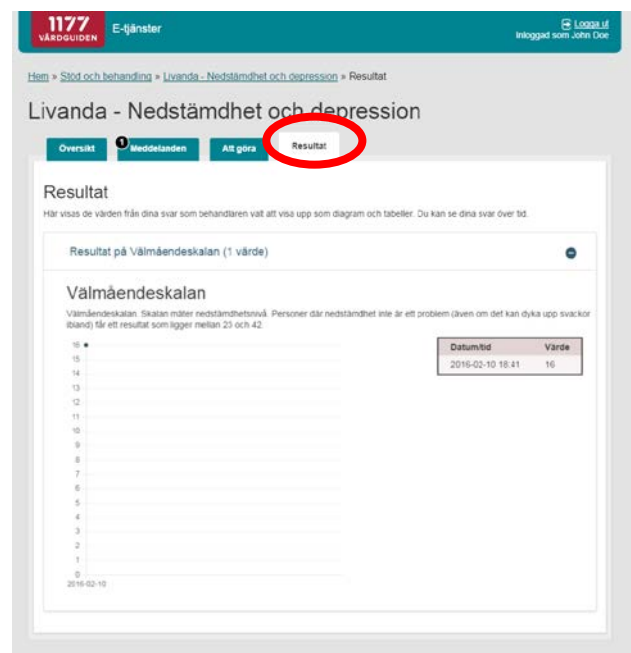 1177
VÅRDGUIDEN
E-tjänster
Logga ut
Inloggad som John Doe
Hem » Stöd och behandling » Livanda - Nedstämdhet och depression » Resultat
Livanda - Nedstämdhet och depression
Översikt
1
Meddelanden
Att göra
Resultat
Resultat
Här visas de värden från dina svar som behandlaren valt att visa upp som diagram och tabeller. Du kan se dina svar över tid.
Resultat på Välmåendeskalan (1 värde)
Välmåendeskalan
Välmåendeskalan. Skalan mäter nedstämdhetsnivå. Personer där nedstämdhet inte är ett problem (även om det kan dyka upp svackor
ibland) får ett resultat som ligger mellan 23 och 42.
16
15
14
13
12
11
10
9
8
7
6
5
4
3
2
1
0
2016-02-10
Datum/tid Värde
2016-02-10 18:41 16